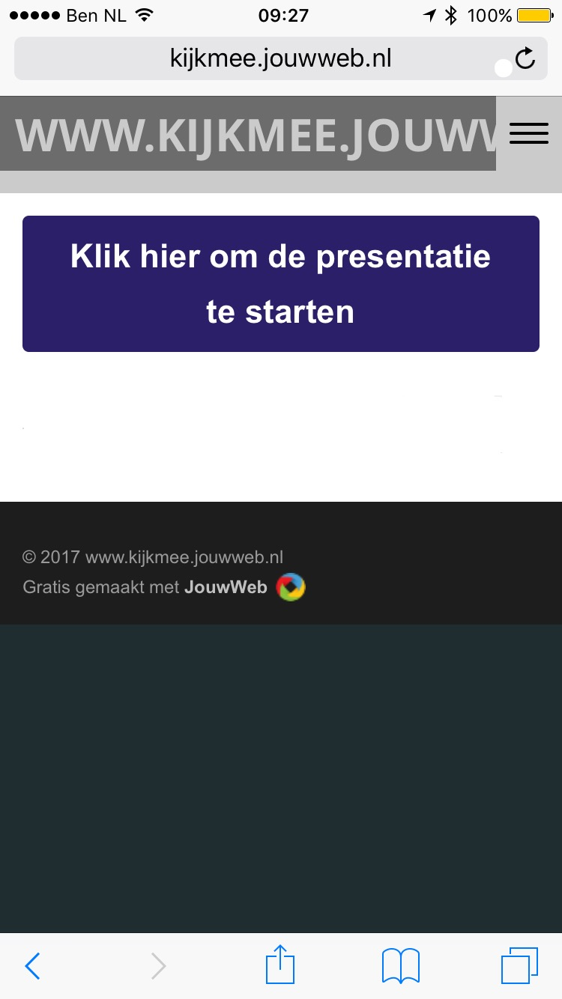 Ben NL 09:27 100%
kijkmee.jouwweb.nl
WWW.KIJKMEE.JOUWW
Klik hier om de presentatie
te starten
© 2017 www.kijkmee.jouwweb.nl
Gratis gemaakt met JouwWeb